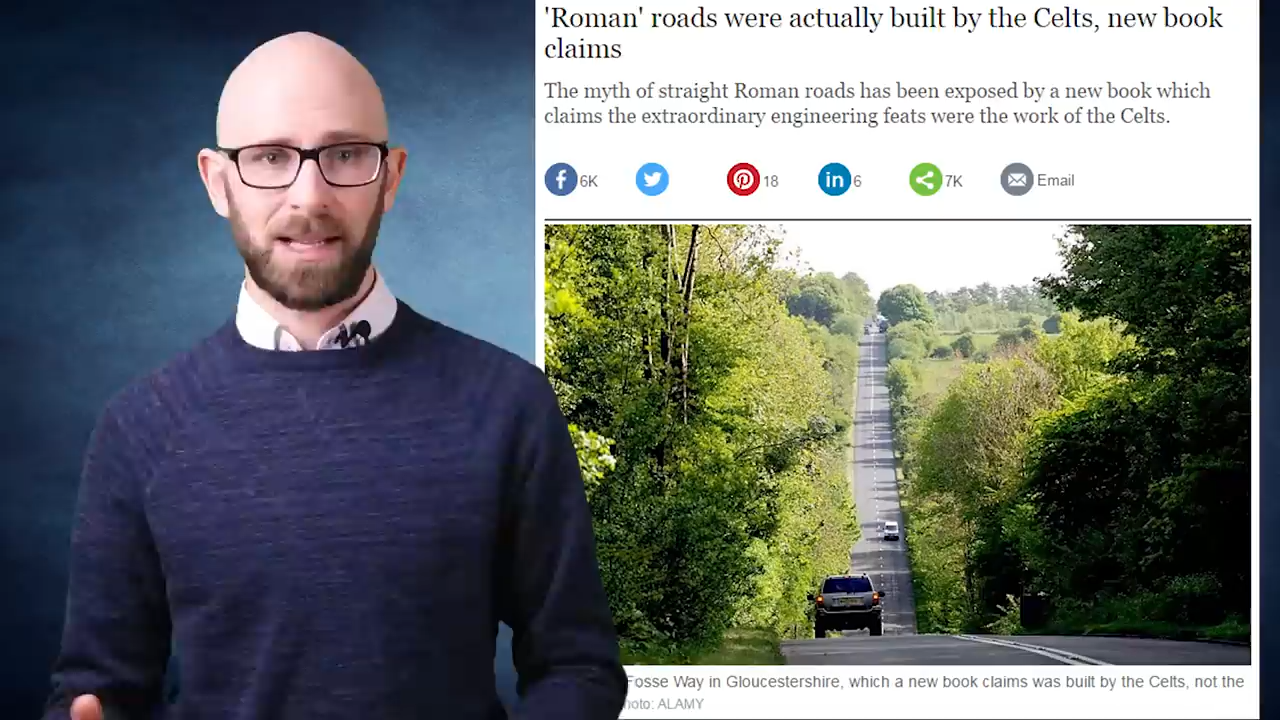 'Roman' roads were actually built by the Celts, new book
claims
The myth of straight Roman roads has been exposed by a new book which
claims the extraordinary engineering feats were the work of the Celts.
6K 18 in 6 7K Email
Fosse Way in Gloucestershire, which a new book claims was built by the Celts, not the
ALAMY